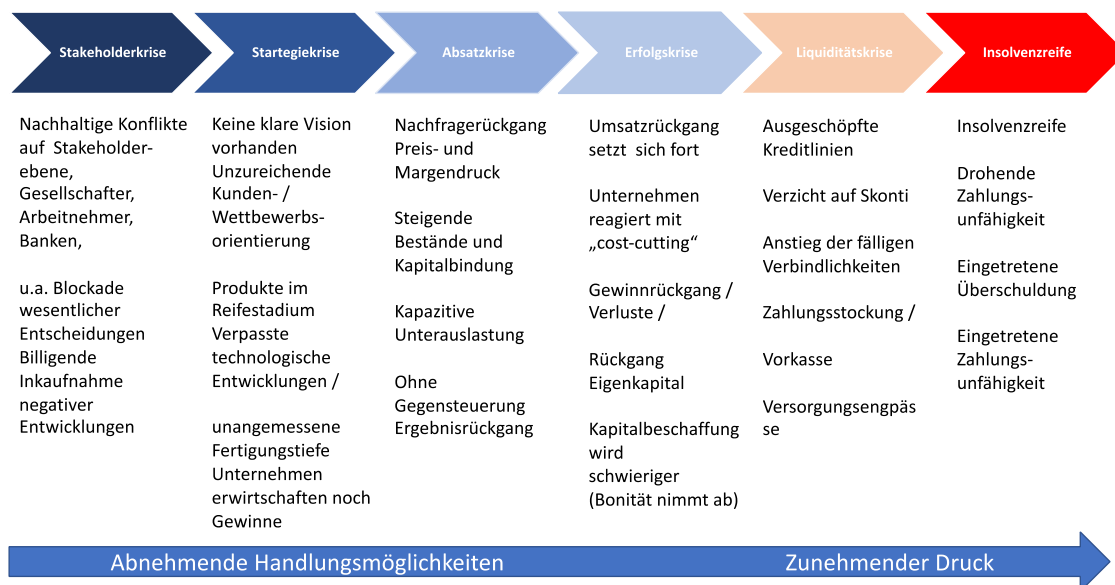 Stakeholderkrise
Startegiekrise
Absatzkrise
Erfolgskrise
Liquiditätskrise
Insolvenzreife
Nachhaltige Konflikte
auf Stakeholder-
ebene,
Gesellschafter,
Arbeitnehmer,
Banken,
u.a. Blockade
wesentlicher
Entscheidungen
Billigende
Inkaufnahme
negativer
Entwicklungen
Keine klare Vision
vorhanden
Unzureichende
Kunden- /
Wettbewerbs-
orientierung
Produkte im
Reifestadium
Verpasste
technologische
Entwicklungen /
unangemessene
Fertigungstiefe
Unternehmen
erwirtschaften noch
Gewinne
Nachfragerückgang
Preis- und
Margendruck
Steigende
Bestände und
Kapitalbindung
Kapazitive
Unterauslastung
Ohne
Gegensteuerung
Ergebnisrückgang
Umsatzrückgang
setzt sich fort
Unternehmen
reagiert mit
„cost-cutting“
Gewinnrückgang /
Verluste /
Rückgang
Eigenkapital
Kapitalbeschaffung
wird
schwieriger
(Bonität nimmt ab)
Ausgeschöpfte
Kreditlinien
Verzicht auf Skonti
Anstieg der fälligen
Verbindlichkeiten
Zahlungsstockung /
Vorkasse
Versorgungsengpäs
se
Insolvenzreife
Drohende
Zahlungs-
unfähigkeit
Eingetretene
Überschuldung
Eingetretene
Zahlungs-
unfähigkeit
Abnehmende Handlungsmöglichkeiten
Zunehmender Druck